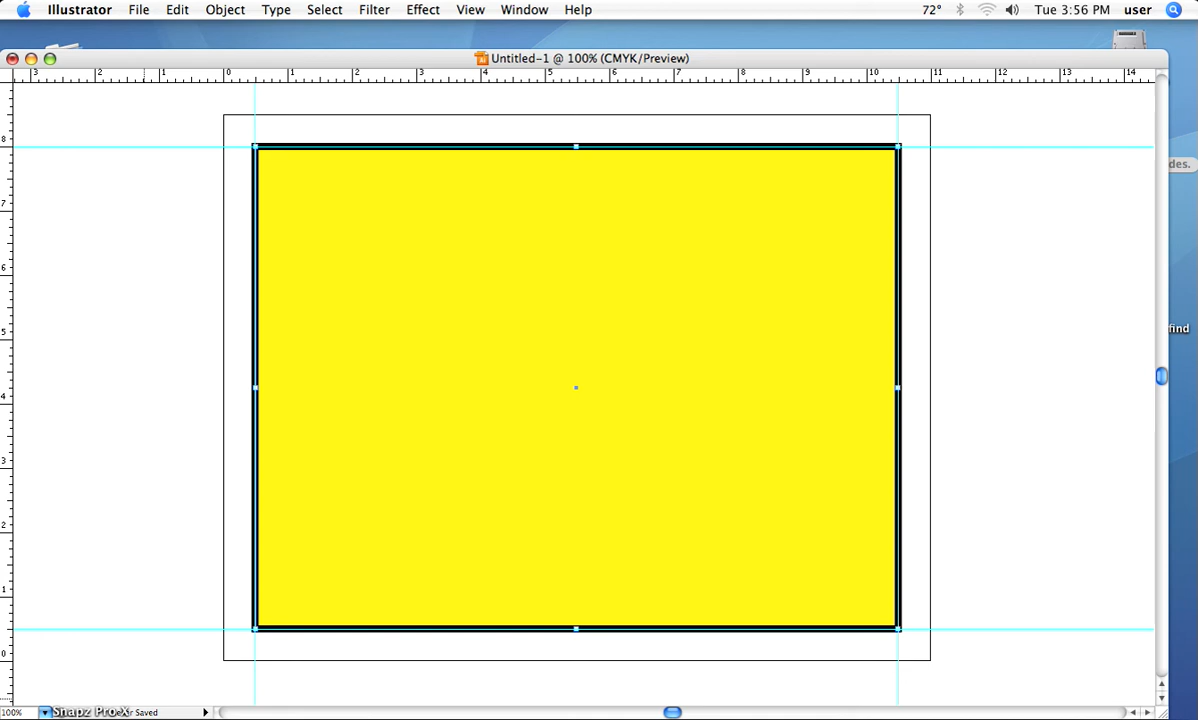 Illustrator File Edit Object Type Select Filter Effect View Window Help 72° Tue 3:56 PM user
Untitled-1 @ 100% (CMYK/Preview)
3 2 1 0 1 2 3 4 5 6 7 8 9 10 11 12 13 14
8
des.
7
6
find
5
4
3
2
1
0
100% Snapz Pro X Saved